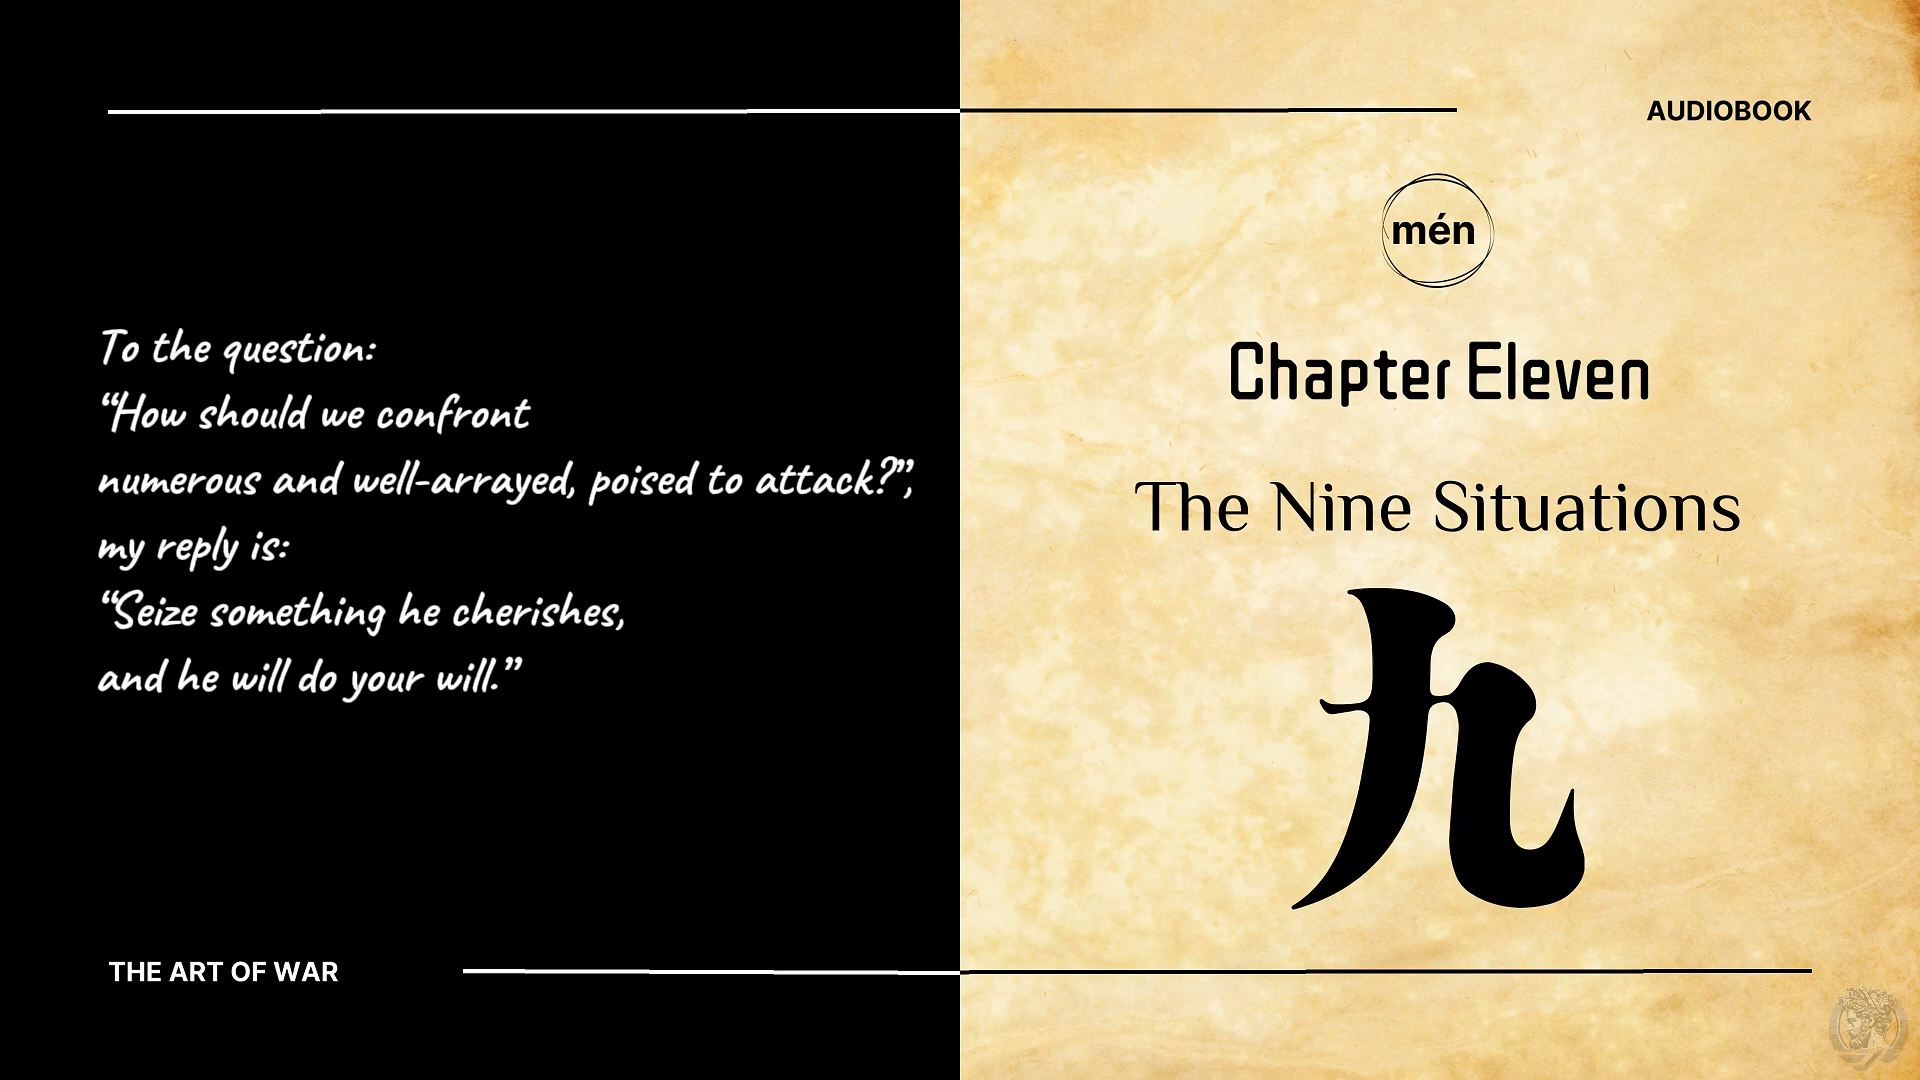 To the question:
“How should we confront
numerous and well-arrayed, poised to attack?”,
my reply is:
“Seize something he cherishes,
and he will do your will.”
THE ART OF WAR
AUDIOBOOK
mén
Chapter Eleven
The Nine Situations
九